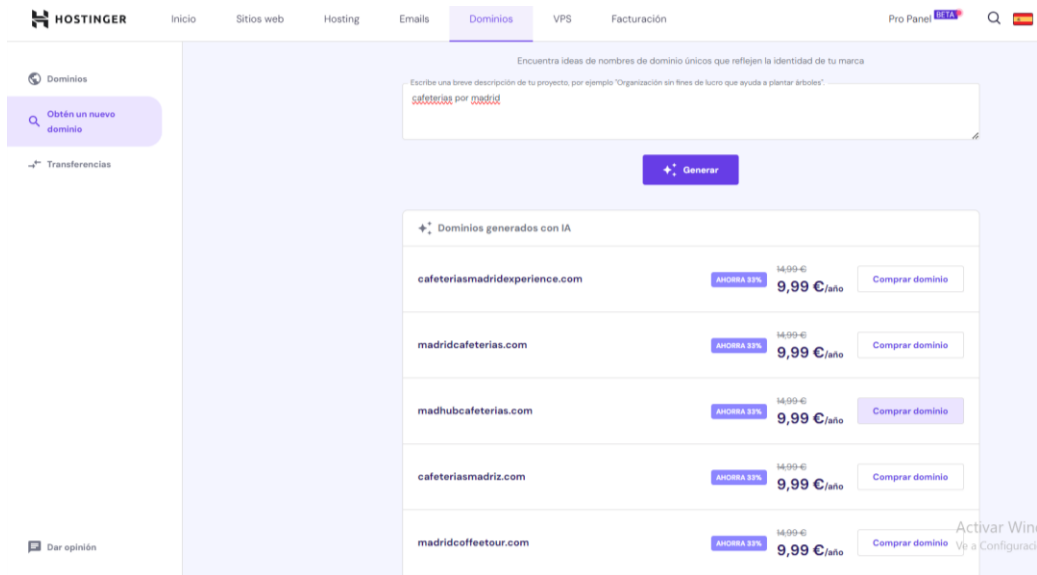 HOSTINGER
Inicio
Sitios web
Hosting
Emails
Dominios
VPS
Facturación
Pro Panel BETA
Dominios
Obtén un nuevo
dominio
Transferencias
Dar opinión
Encuentra ideas de nombres de dominio únicos que reflejen la identidad de tu marca
Escribe una breve descripción de tu proyecto, por ejemplo "Organización sin fines de lucro que ayuda a plantar árboles".
cafeterias por madrid
Generar
Dominios generados con IA
cafeteriasmadridexperience.com
AHORRA 33%
14,99 €
9,99 €/año
Comprar dominio
madridcafeterias.com
AHORRA 33%
14,99 €
9,99 €/año
Comprar dominio
madhubcafeterias.com
AHORRA 33%
14,99 €
9,99 €/año
Comprar dominio
cafeteriasmadriz.com
AHORRA 33%
14,99 €
9,99 €/año
Comprar dominio
madridcoffeetour.com
AHORRA 33%
14,99 €
9,99 €/año
Comprar dominio
Activar Win
Ve a Configuraci